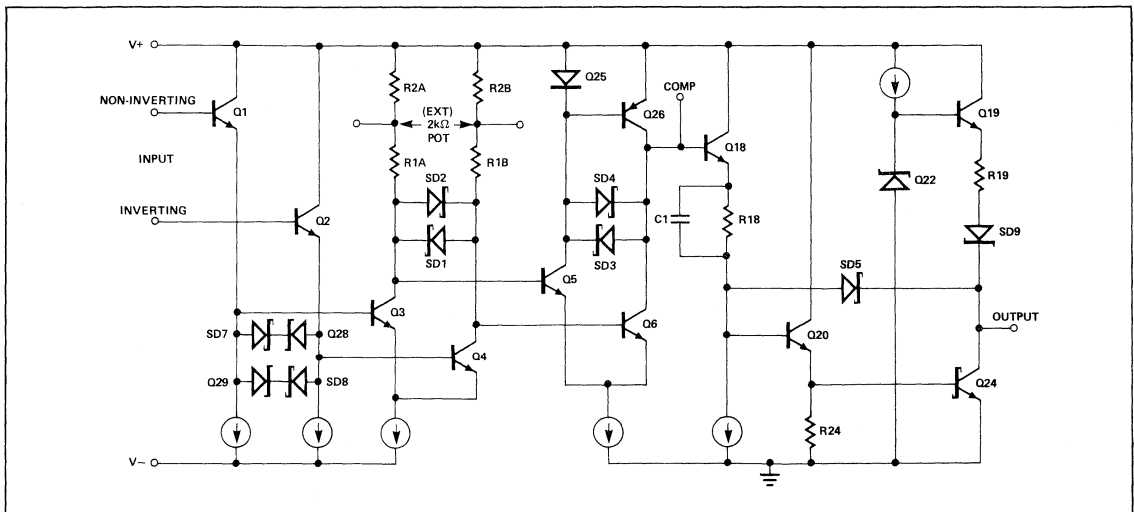 V+
Q25
R2A
R2B
COMP
NON-INVERTING
Q1
(EXT)
2kΩ
POT
Q26
Q18
Q19
INPUT
R1A
R1B
Q22
R19
SD2
SD4
INVERTING
Q2
C1
R18
SD9
SD1
SD3
SD5
Q5
Q3
OUTPUT
SD7
Q28
Q6
Q20
Q4
Q29
SD8
Q24
R24
V−